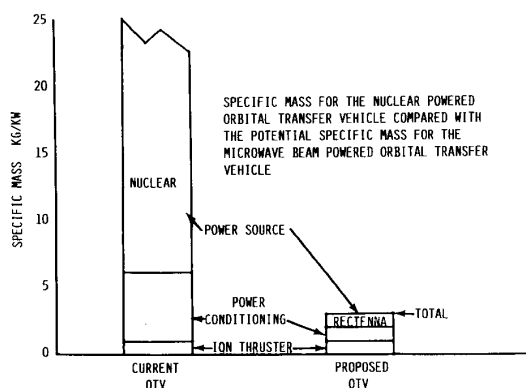 25
20
15
10
5
0
SPECIFIC MASS KG/KW
SPECIFIC MASS FOR THE NUCLEAR POWERED
ORBITAL TRANSFER VEHICLE COMPARED WITH
THE POTENTIAL SPECIFIC MASS FOR THE
MICROWAVE BEAM POWERED ORBITAL TRANSFER
VEHICLE
NUCLEAR
POWER SOURCE
POWER
CONDITIONING
RECTENNA
TOTAL
ION THRUSTER
CURRENT
OTV
PROPOSED
OTV